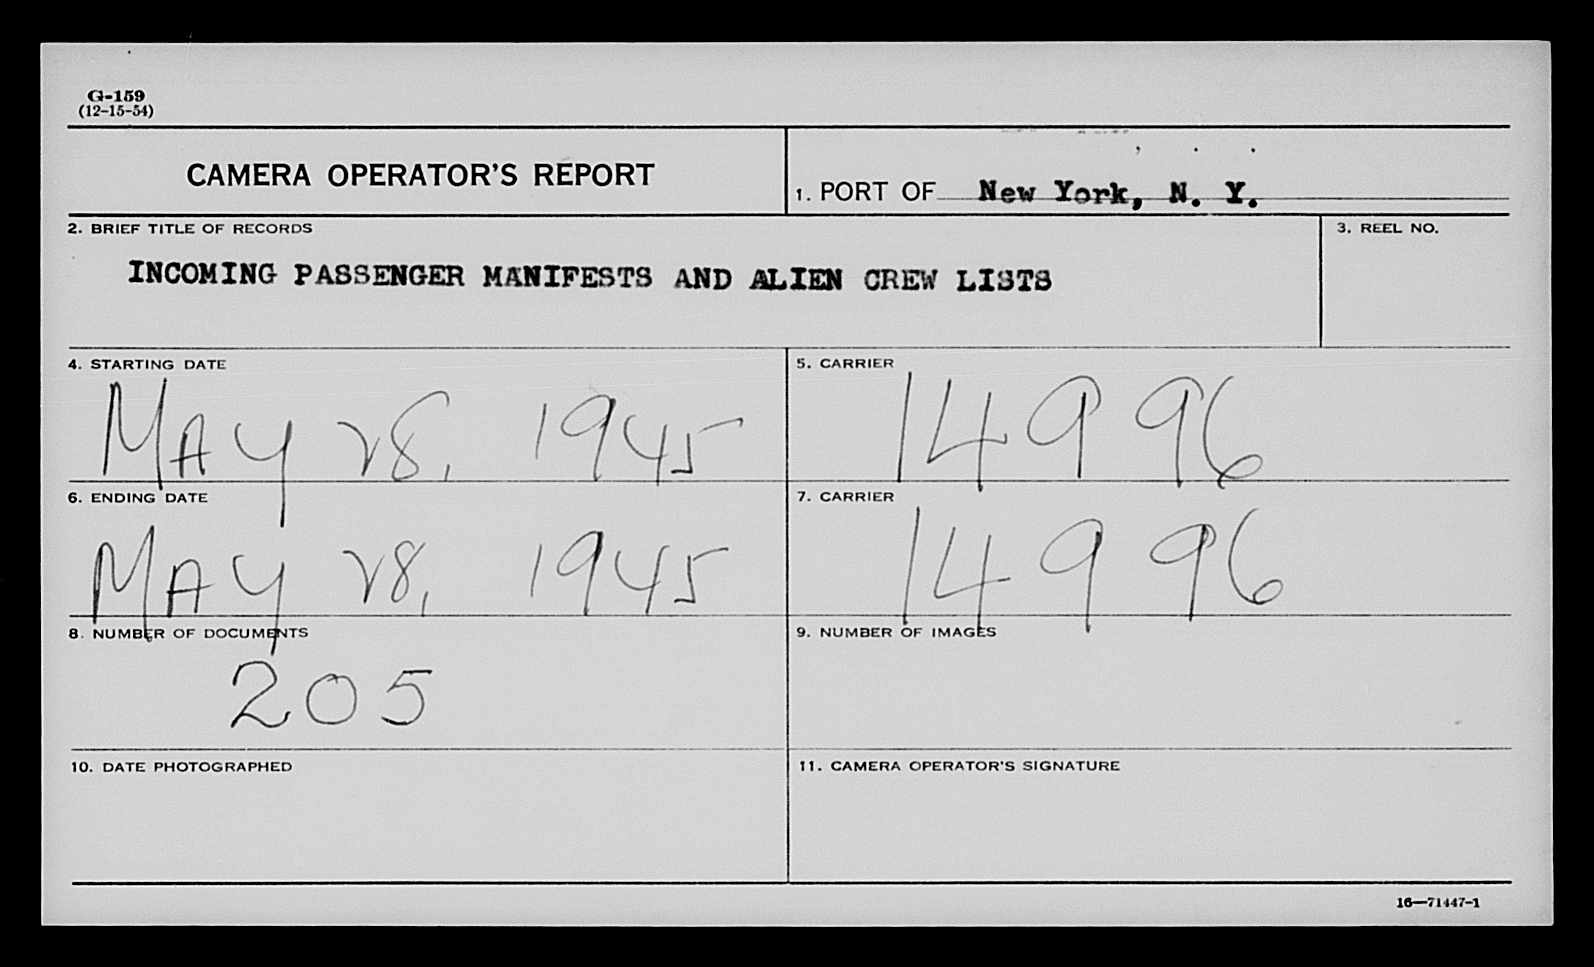 G-159
(12-15-54)
CAMERA OPERATOR'S REPORT
1. PORT OF New York, N. Y.
2. BRIEF TITLE OF RECORDS
INCOMING PASSENGER MANIFESTS AND ALIEN CREW LISTS
3. REEL NO.
4. STARTING DATE
MAY 28, 1945
5. CARRIER
14996
6. ENDING DATE
MAY 28, 1945
7. CARRIER
14996
8. NUMBER OF DOCUMENTS
205
9. NUMBER OF IMAGES
10. DATE PHOTOGRAPHED
11. CAMERA OPERATOR'S SIGNATURE
16—71447-1